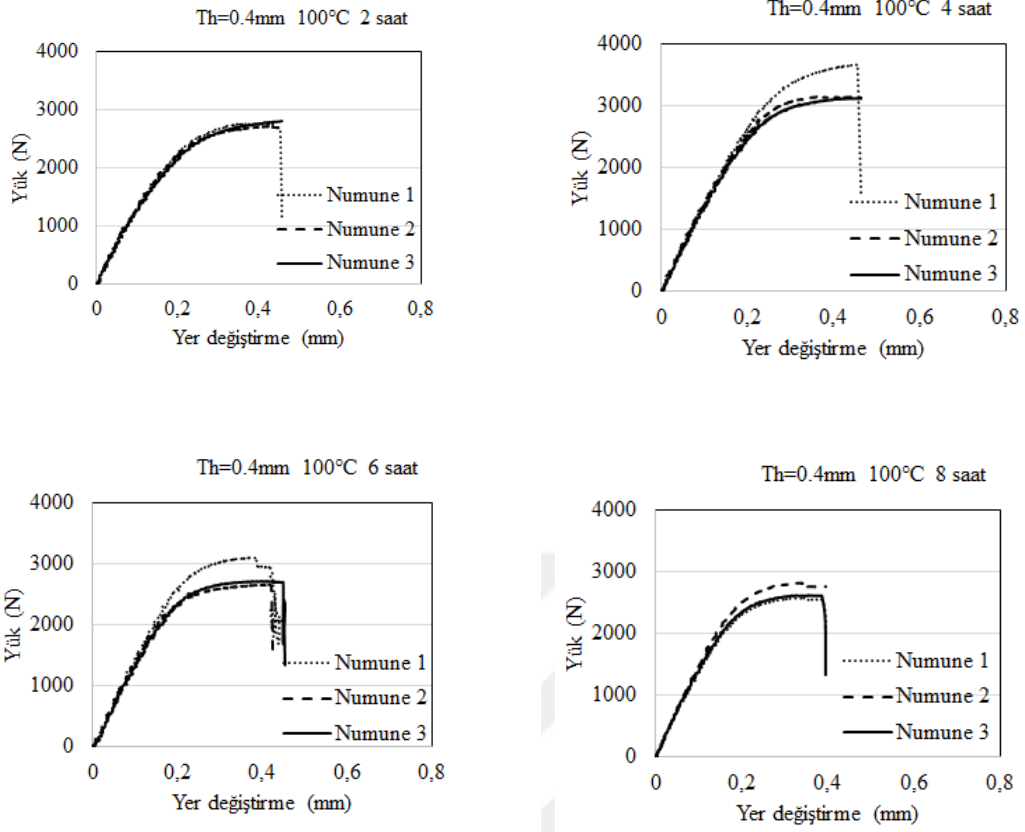 Th=0.4mm 100°C 2 saat
4000
3000
2000
1000
0
Yük (N)
Numune 1
Numune 2
Numune 3
0 0,2 0,4 0,6 0,8
Yer değiştirme (mm)
Th=0.4mm 100°C 4 saat
4000
3000
2000
1000
0
Yük (N)
Numune 1
Numune 2
Numune 3
0 0,2 0,4 0,6 0,8
Yer değiştirme (mm)
Th=0.4mm 100°C 6 saat
4000
3000
2000
1000
0
Yük (N)
Numune 1
Numune 2
Numune 3
0 0,2 0,4 0,6 0,8
Yer değiştirme (mm)
Th=0.4mm 100°C 8 saat
4000
3000
2000
1000
0
Yük (N)
Numune 1
Numune 2
Numune 3
0 0,2 0,4 0,6 0,8
Yer değiştirme (mm)